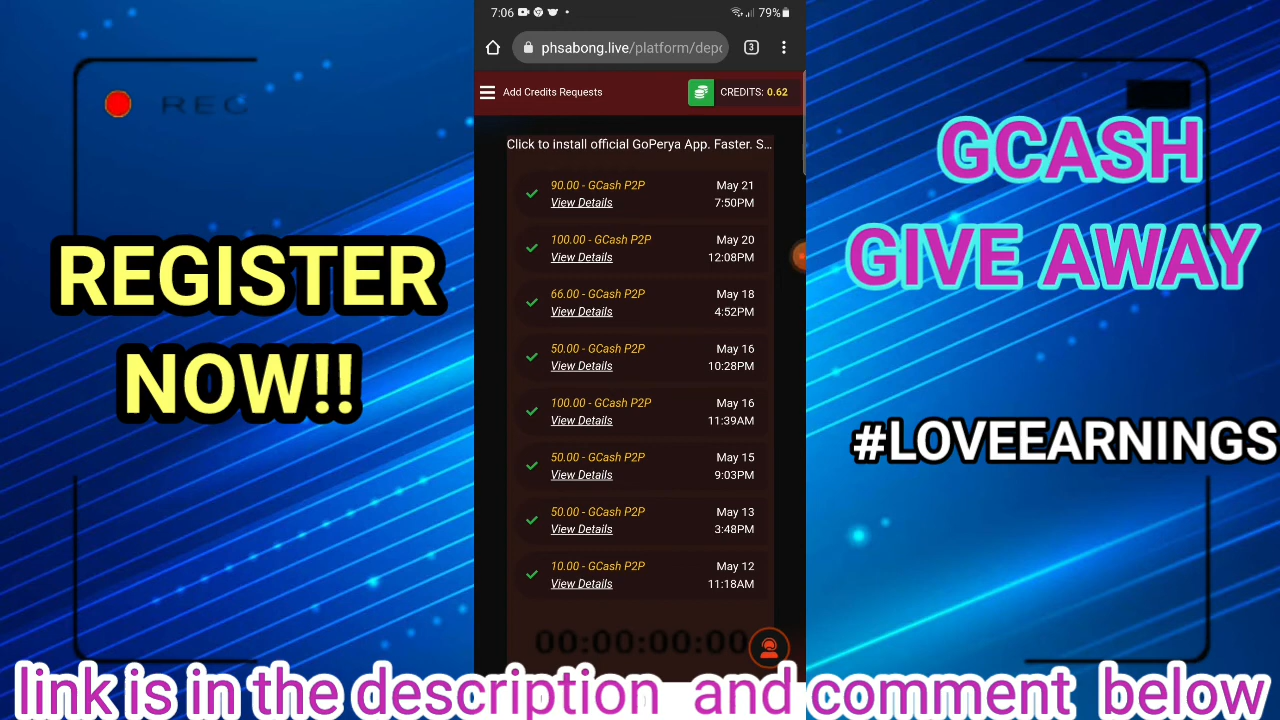 7:06
79%
phsabong.live/platform/depo
3
Add Credits Requests
CREDITS: 0.62
Click to install official GoPerya App. Faster. S...
90.00 - GCash P2P
May 21
View Details
7:50PM
100.00 - GCash P2P
May 20
View Details
12:08PM
66.00 - GCash P2P
May 18
View Details
4:52PM
50.00 - GCash P2P
May 16
View Details
10:28PM
100.00 - GCash P2P
May 16
View Details
11:39AM
50.00 - GCash P2P
May 15
View Details
9:03PM
50.00 - GCash P2P
May 13
View Details
3:48PM
10.00 - GCash P2P
May 12
View Details
11:18AM
00:00:00:00
REC
REGISTER
NOW!!
GCASH
GIVE AWAY
#LOVEEARNINGS
link is in the description and comment below